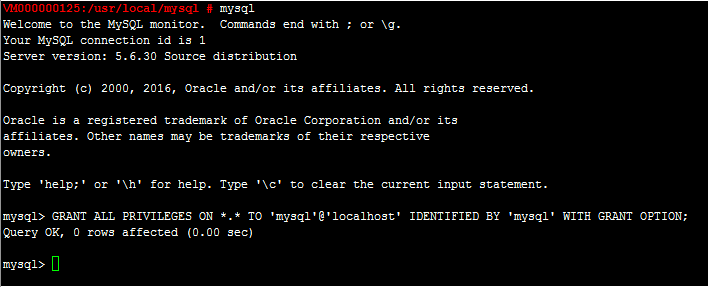 VM000000125:/usr/local/mysql # mysql
Welcome to the MySQL monitor.  Commands end with ; or \g.
Your MySQL connection id is 1
Server version: 5.6.30 Source distribution
Copyright (c) 2000, 2016, Oracle and/or its affiliates. All rights reserved.
Oracle is a registered trademark of Oracle Corporation and/or its
affiliates. Other names may be trademarks of their respective
owners.
Type 'help;' or '\h' for help. Type '\c' to clear the current input statement.
mysql> GRANT ALL PRIVILEGES ON *.* TO 'mysql'@'localhost' IDENTIFIED BY 'mysql' WITH GRANT OPTION;
Query OK, 0 rows affected (0.00 sec)
mysql>